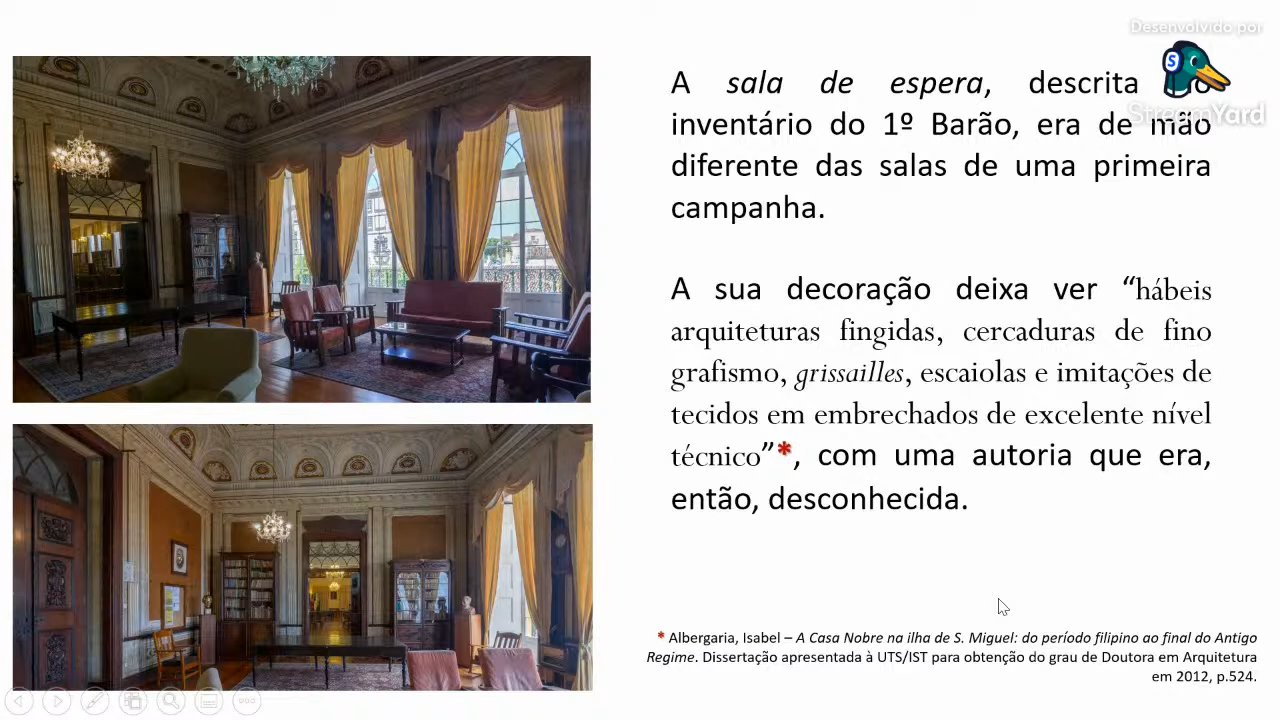 Desenvolvido por
StreamYard
A sala de espera, descrita
inventário do 1º Barão, era de mão
diferente das salas de uma primeira
campanha.
A sua decoração deixa ver “hábeis
arquiteturas fingidas, cercaduras de fino
grafismo, grissailles, escaiolas e imitações de
tecidos em embrechados de excelente nível
técnico”*, com uma autoria que era,
então, desconhecida.
* Albergaria, Isabel – A Casa Nobre na ilha de S. Miguel: do período filipino ao final do Antigo
Regime. Dissertação apresentada à UTS/IST para obtenção do grau de Doutora em Arquitetura
em 2012, p.524.